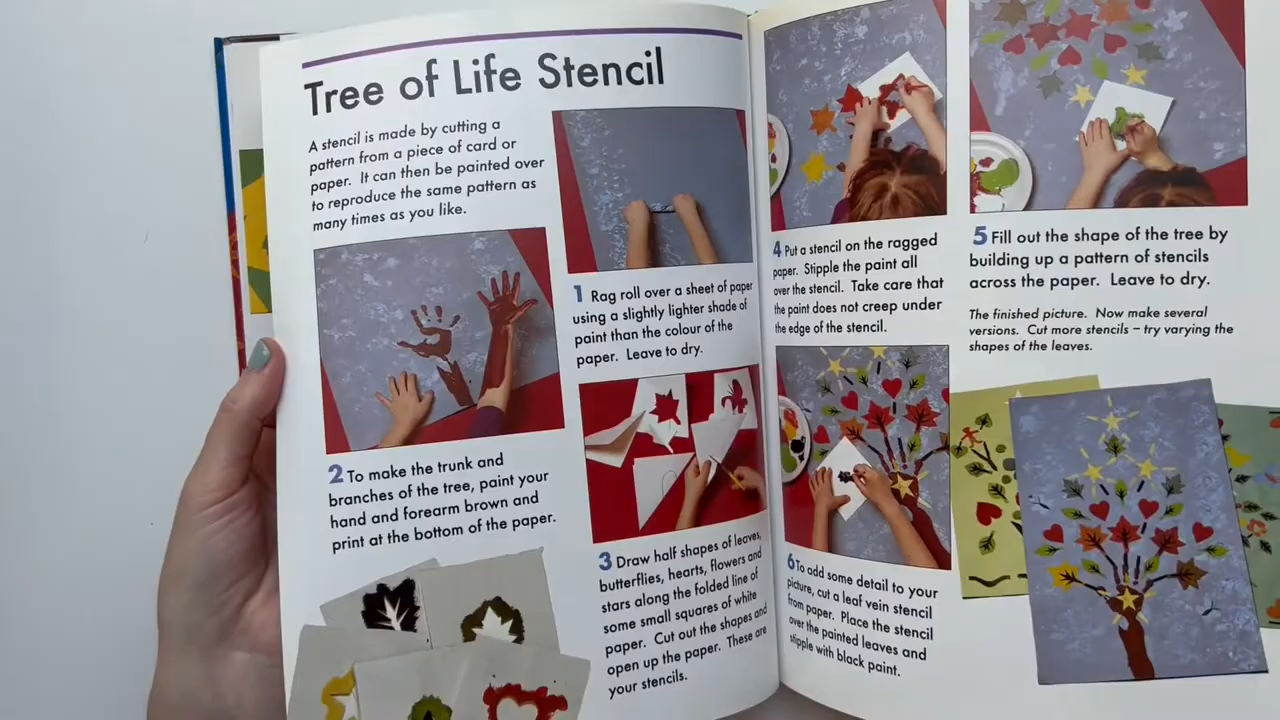 Tree of Life Stencil
A stencil is made by cutting a
pattern from a piece of card or
paper. It can then be painted over
to reproduce the same pattern as
many times as you like.
1 Rag roll over a sheet of paper
using a slightly lighter shade of
paint than the colour of the
paper. Leave to dry.
2 To make the trunk and
branches of the tree, paint your
hand and forearm brown and
print at the bottom of the paper.
3 Draw half shapes of leaves,
butterflies, hearts, flowers and
stars along the folded line of
some small squares of white
paper. Cut out the shapes and
open up the paper. These are
your stencils.
4 Put a stencil on the ragged
paper. Stipple the paint all
over the stencil. Take care that
the paint does not creep under
the edge of the stencil.
5 Fill out the shape of the tree by
building up a pattern of stencils
across the paper. Leave to dry.
The finished picture. Now make several
versions. Cut more stencils – try varying the
shapes of the leaves.
6 To add some detail to your
picture, cut a leaf vein stencil
from paper. Place the stencil
over the painted leaves and
stipple with black paint.